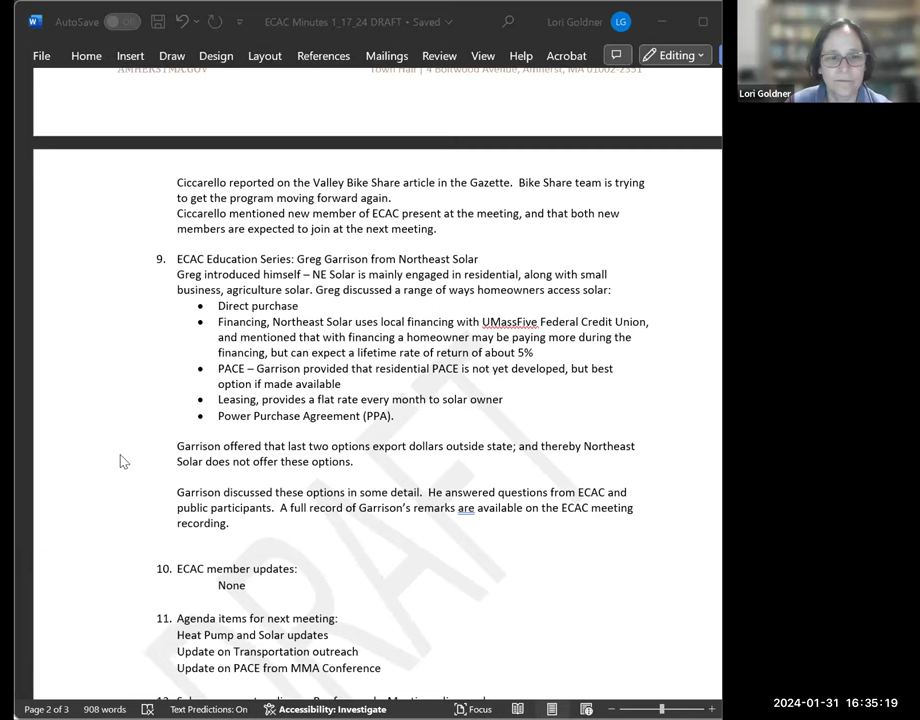 AutoSave Off ECAC Minutes 1_17_24 DRAFT • Saved Lori Goldner LG
File Home Insert Draw Design Layout References Mailings Review View Help Acrobat Editing
AMHERSTMA.GOV Town Hall | 4 Boltwood Avenue, Amherst, MA 01002-2351
Lori Goldner
Ciccarello reported on the Valley Bike Share article in the Gazette. Bike Share team is trying
to get the program moving forward again.
Ciccarello mentioned new member of ECAC present at the meeting, and that both new
members are expected to join at the next meeting.
9. ECAC Education Series: Greg Garrison from Northeast Solar
Greg introduced himself – NE Solar is mainly engaged in residential, along with small
business, agriculture solar. Greg discussed a range of ways homeowners access solar:
• Direct purchase
• Financing, Northeast Solar uses local financing with UMassFive Federal Credit Union,
and mentioned that with financing a homeowner may be paying more during the
financing, but can expect a lifetime rate of return of about 5%
• PACE – Garrison provided that residential PACE is not yet developed, but best
option if made available
• Leasing, provides a flat rate every month to solar owner
• Power Purchase Agreement (PPA).
Garrison offered that last two options export dollars outside state; and thereby Northeast
Solar does not offer these options.
Garrison discussed these options in some detail. He answered questions from ECAC and
public participants. A full record of Garrison's remarks are available on the ECAC meeting
recording.
10. ECAC member updates:
None
11. Agenda items for next meeting:
Heat Pump and Solar updates
Update on Transportation outreach
Update on PACE from MMA Conference
DRAFT
Page 2 of 3 908 words Text Predictions: On Accessibility: Investigate Focus
2024-01-31 16:35:19